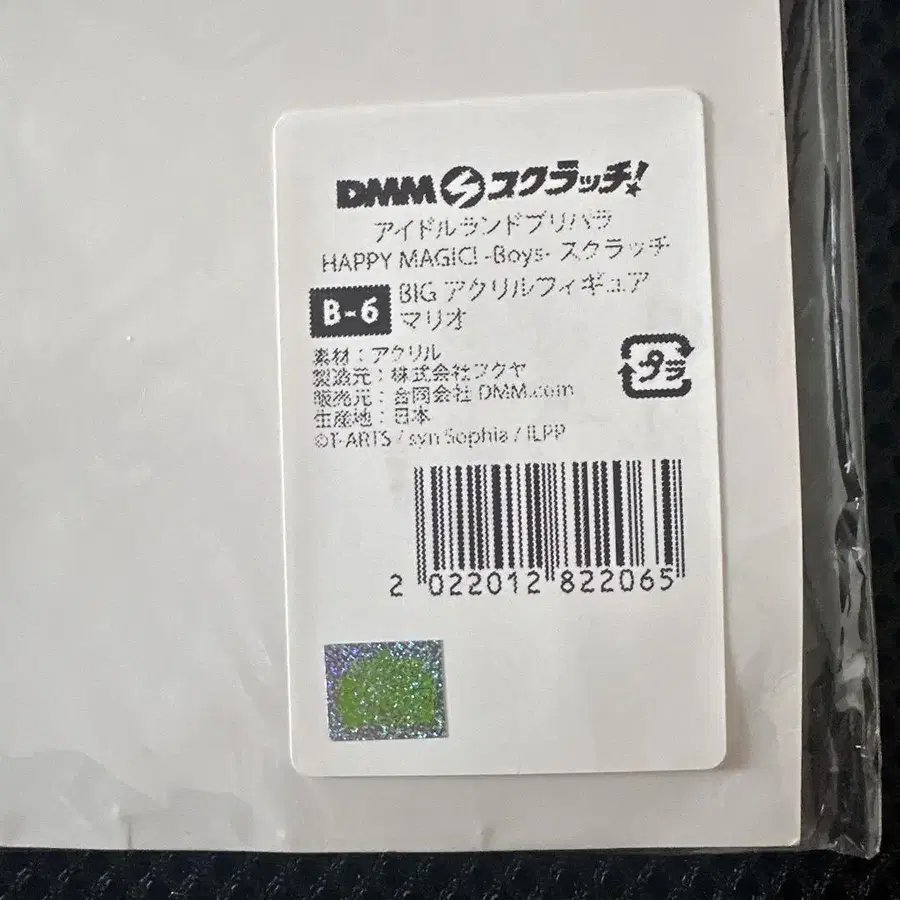 DMMスクラッチ!
アイドルランドプリパラ
HAPPY MAGIC! -Boys- スクラッチ
B-6
BIG アクリルフィギュア
マリオ
素材：アクリル
製造元：株式会社フクヤ
販売元：合同会社 DMM.com
生産地：日本
©T-ARTS / syn Sophia / ILPP
プラ
2 022012 822065